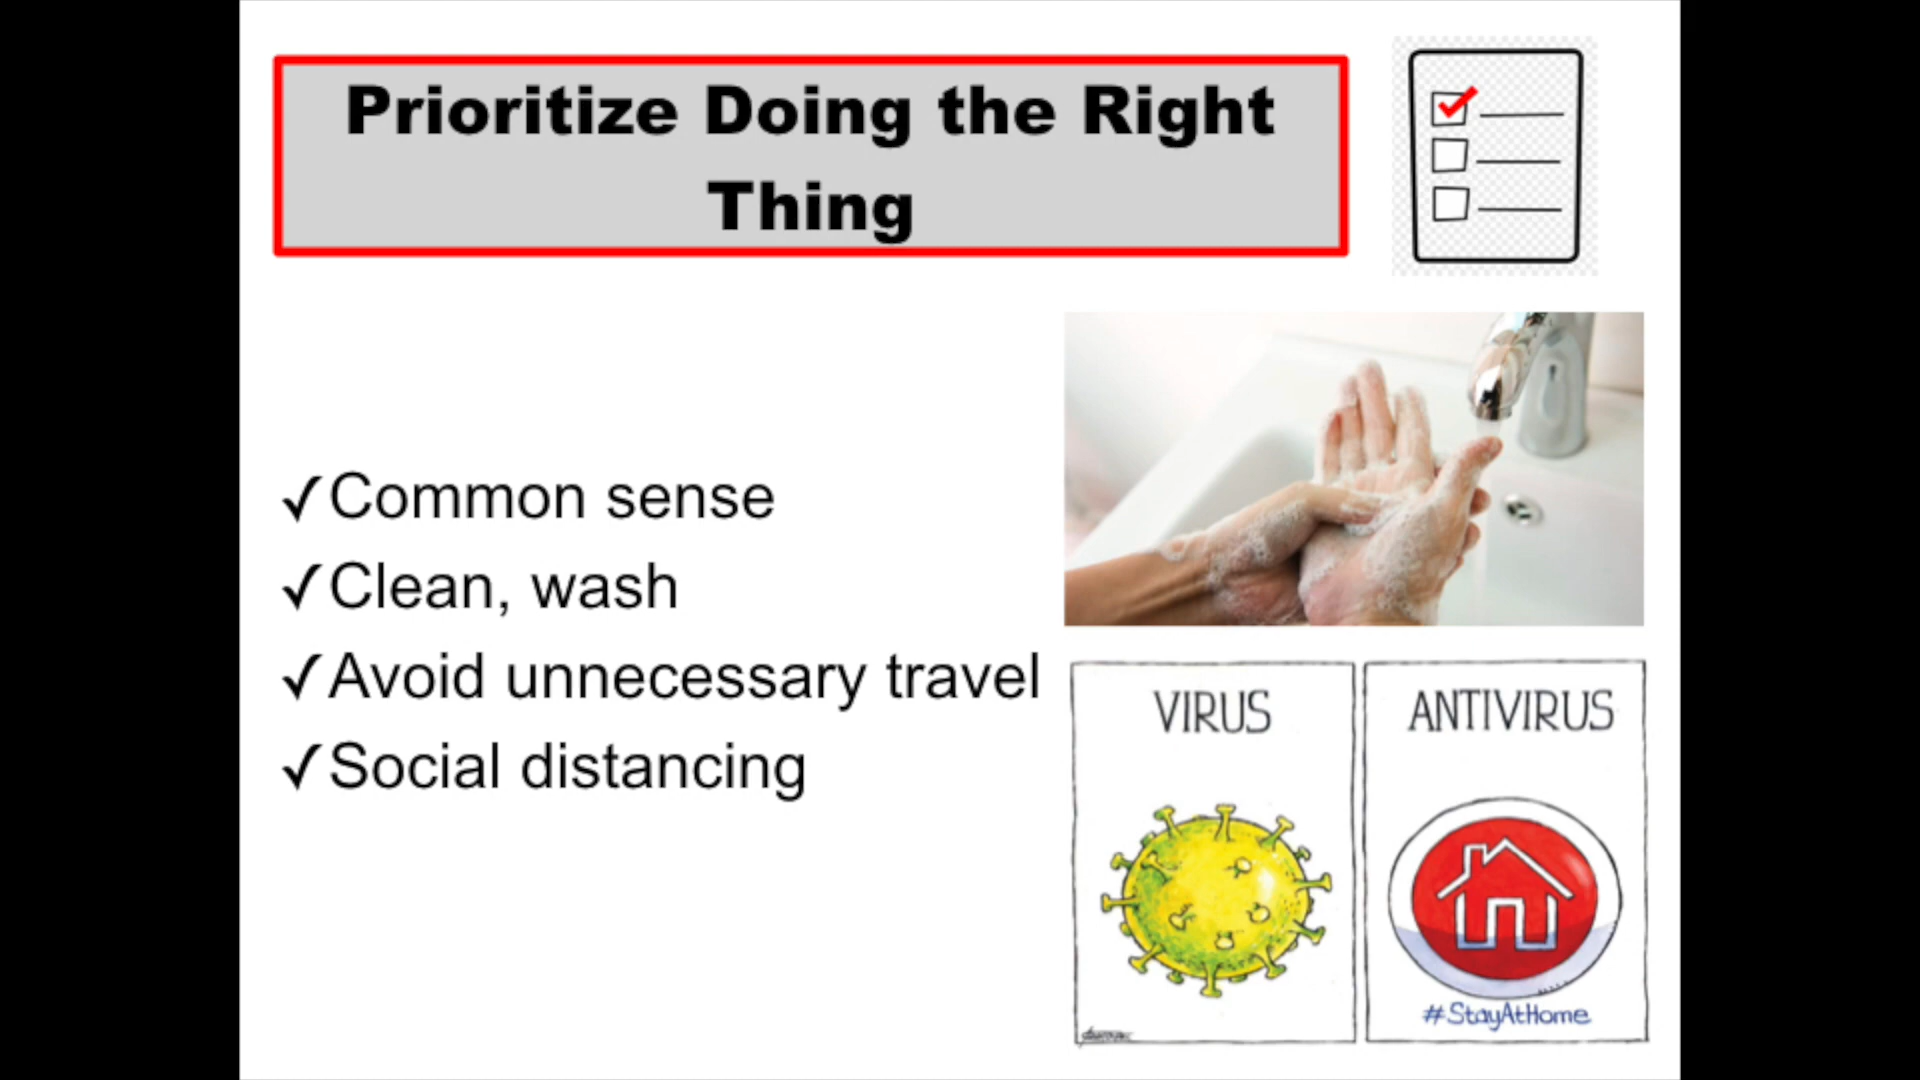 Prioritize Doing the Right
Thing
✓Common sense
✓Clean, wash
✓Avoid unnecessary travel
✓Social distancing
VIRUS
ANTIVIRUS
#StayAtHome